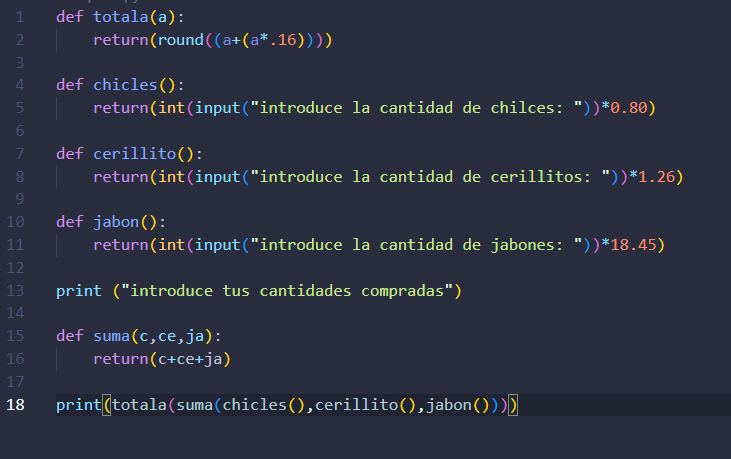 1 def totala(a):
2 return(round((a+(a*.16))))
3
4 def chicles():
5 return(int(input("introduce la cantidad de chilces: "))*0.80)
6
7 def cerillito():
8 return(int(input("introduce la cantidad de cerillitos: "))*1.26)
9
10 def jabon():
11 return(int(input("introduce la cantidad de jabones: "))*18.45)
12
13 print ("introduce tus cantidades compradas")
14
15 def suma(c,ce,ja):
16 return(c+ce+ja)
17
18 print(totala(suma(chicles(),cerillito(),jabon())))